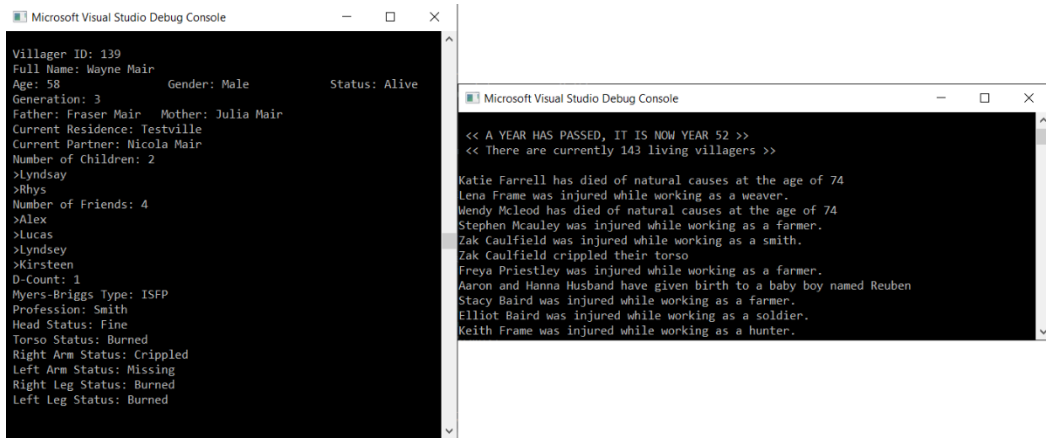 Microsoft Visual Studio Debug Console
Villager ID: 139
Full Name: Wayne Mair
Age: 58 Gender: Male Status: Alive
Generation: 3
Father: Fraser Mair Mother: Julia Mair
Current Residence: Testville
Current Partner: Nicola Mair
Number of Children: 2
>Lyndsay
>Rhys
Number of Friends: 4
>Alex
>Lucas
>Lyndsey
>Kirsteen
D-Count: 1
Myers-Briggs Type: ISFP
Profession: Smith
Head Status: Fine
Torso Status: Burned
Right Arm Status: Crippled
Left Arm Status: Missing
Right Leg Status: Burned
Left Leg Status: Burned
Microsoft Visual Studio Debug Console
<< A YEAR HAS PASSED, IT IS NOW YEAR 52 >>
<< There are currently 143 living villagers >>
Katie Farrell has died of natural causes at the age of 74
Lena Frame was injured while working as a weaver.
Wendy Mcleod has died of natural causes at the age of 74
Stephen Mcauley was injured while working as a farmer.
Zak Caulfield was injured while working as a smith.
Zak Caulfield crippled their torso
Freya Priestley was injured while working as a farmer.
Aaron and Hanna Husband have given birth to a baby boy named Reuben
Stacy Baird was injured while working as a farmer.
Elliot Baird was injured while working as a soldier.
Keith Frame was injured while working as a hunter.